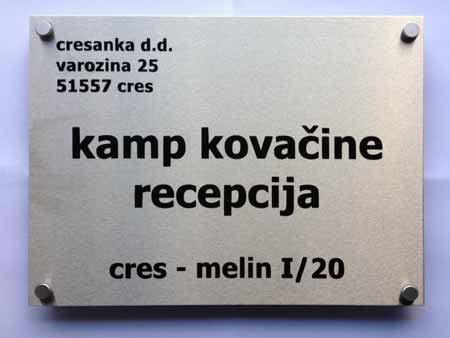 cresanka d.d.
varozina 25
51557 cres
kamp kovačine
recepcija
cres - melin I/20